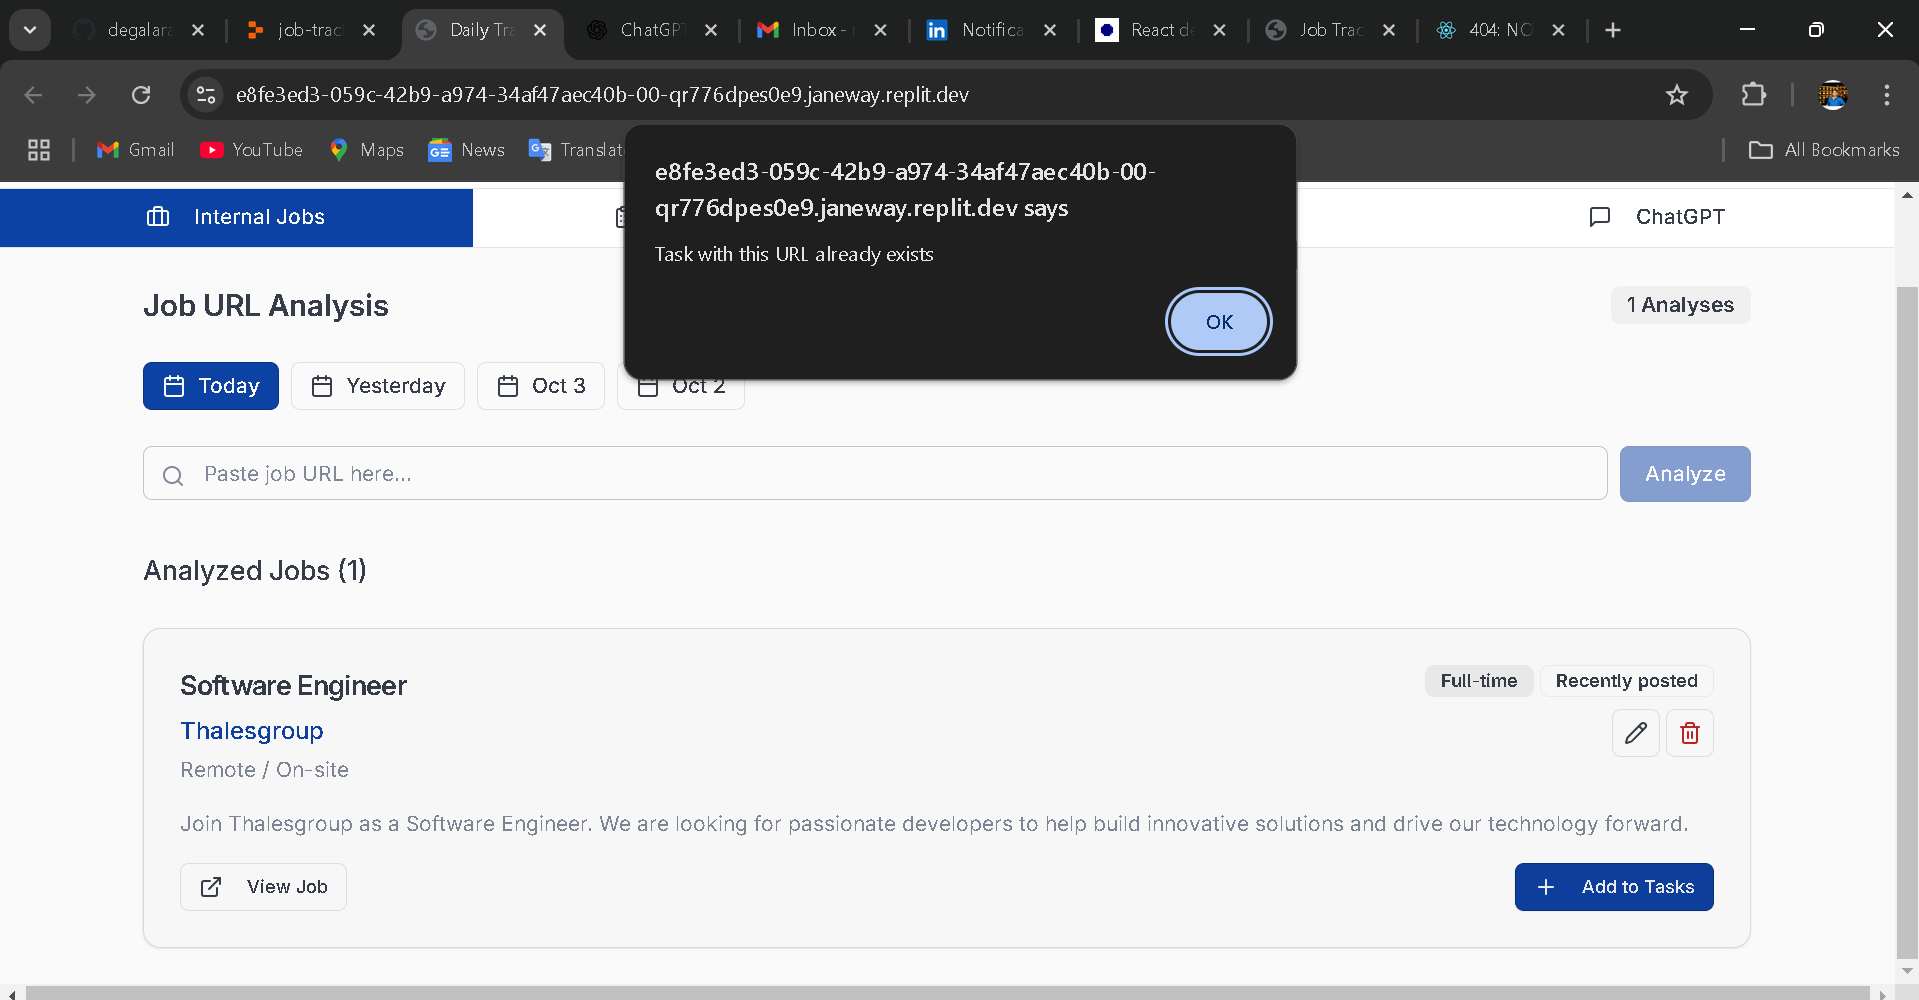 degalara
job-trac
Daily Tra
ChatGPT
Inbox -
Notifica
React de
Job Trac
404: NO
e8fe3ed3-059c-42b9-a974-34af47aec40b-00-qr776dpes0e9.janeway.replit.dev
Gmail
YouTube
Maps
News
Translat
All Bookmarks
e8fe3ed3-059c-42b9-a974-34af47aec40b-00-
qr776dpes0e9.janeway.replit.dev says
Task with this URL already exists
OK
Internal Jobs
ChatGPT
Job URL Analysis
1 Analyses
Today
Yesterday
Oct 3
Oct 2
Paste job URL here...
Analyze
Analyzed Jobs (1)
Software Engineer
Full-time
Recently posted
Thalesgroup
Remote / On-site
Join Thalesgroup as a Software Engineer. We are looking for passionate developers to help build innovative solutions and drive our technology forward.
View Job
Add to Tasks